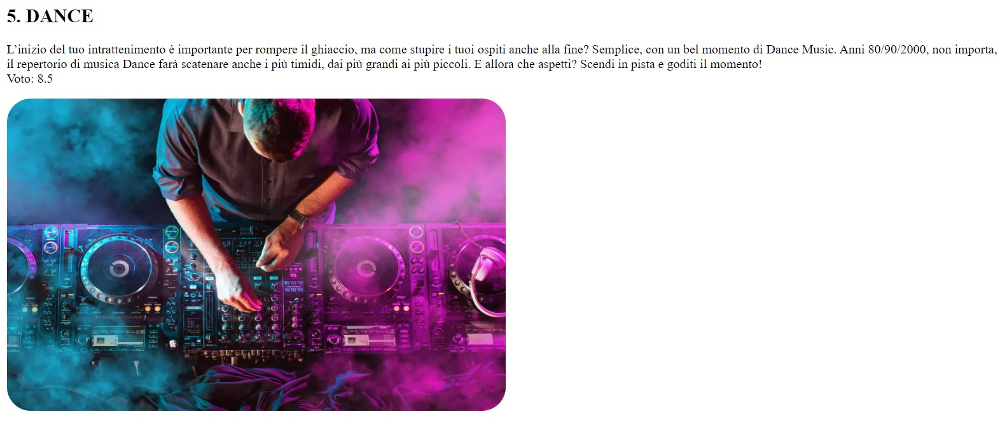 5. DANCE
L’inizio del tuo intrattenimento è importante per rompere il ghiaccio, ma come stupire i tuoi ospiti anche alla fine? Semplice, con un bel momento di Dance Music. Anni 80/90/2000, non importa,
il repertorio di musica Dance farà scatenare anche i più timidi, dai più grandi ai più piccoli. E allora che aspetti? Scendi in pista e goditi il momento!
Voto: 8.5